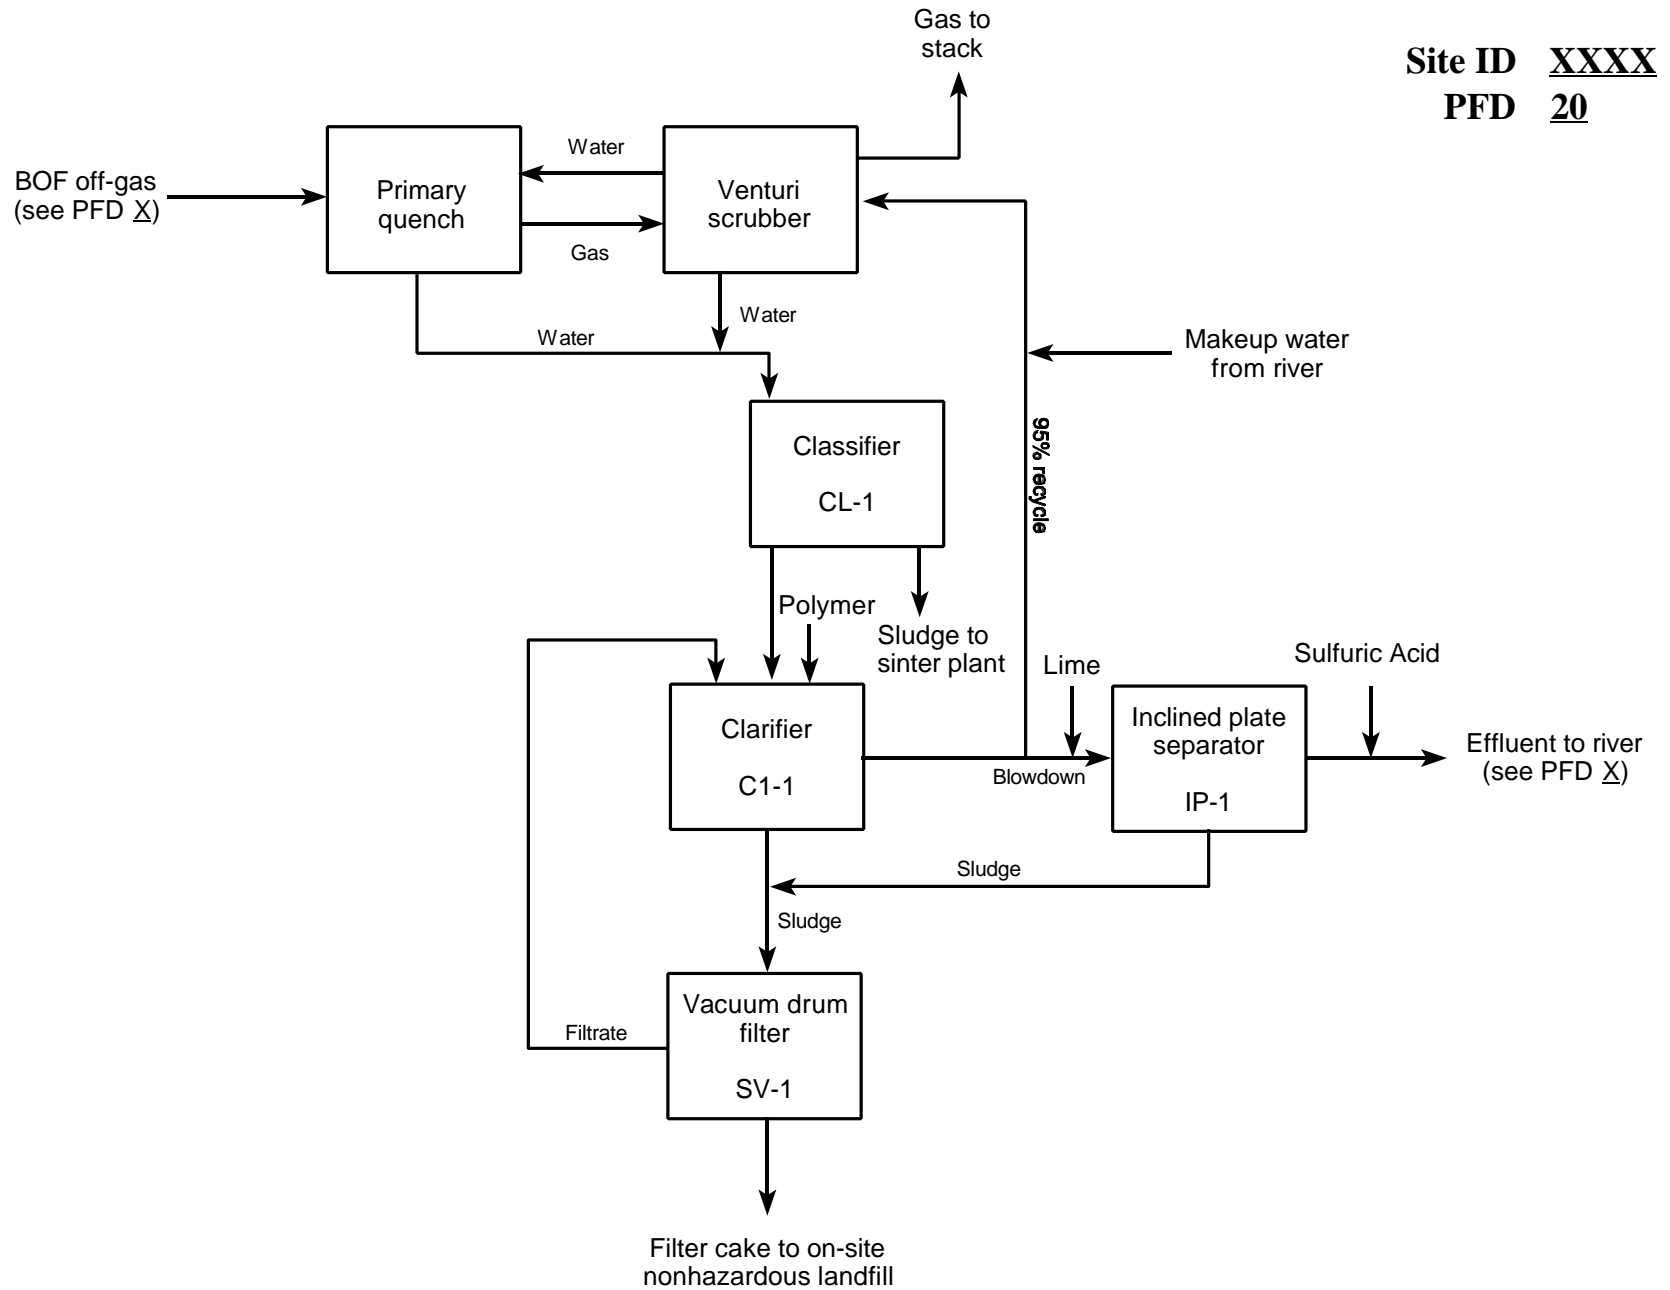 Gas to
stack
Site ID XXXX
PFD 20
BOF off-gas
(see PFD X)
Primary
quench
Water
Gas
Venturi
scrubber
Water
Water
Makeup water
from river
Classifier
CL-1
95% recycle
Polymer
Sludge to
sinter plant
Lime
Sulfuric Acid
Clarifier
C1-1
Blowdown
Inclined plate
separator
IP-1
Effluent to river
(see PFD X)
Sludge
Sludge
Vacuum drum
filter
SV-1
Filtrate
Filter cake to on-site
nonhazardous landfill